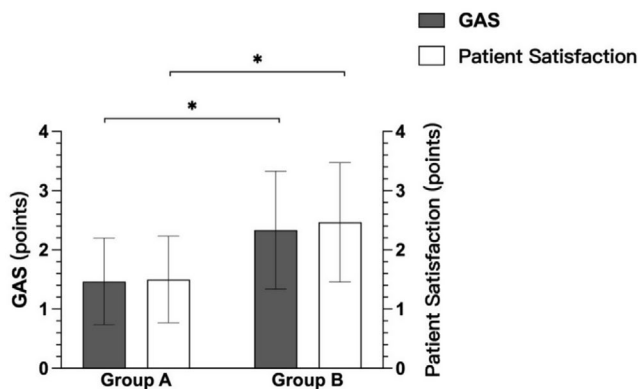 GAS
Patient Satisfaction
*
*
4
3
2
1
0
GAS (points)
4
3
2
1
0
Patient Satisfaction (points)
Group A
Group B